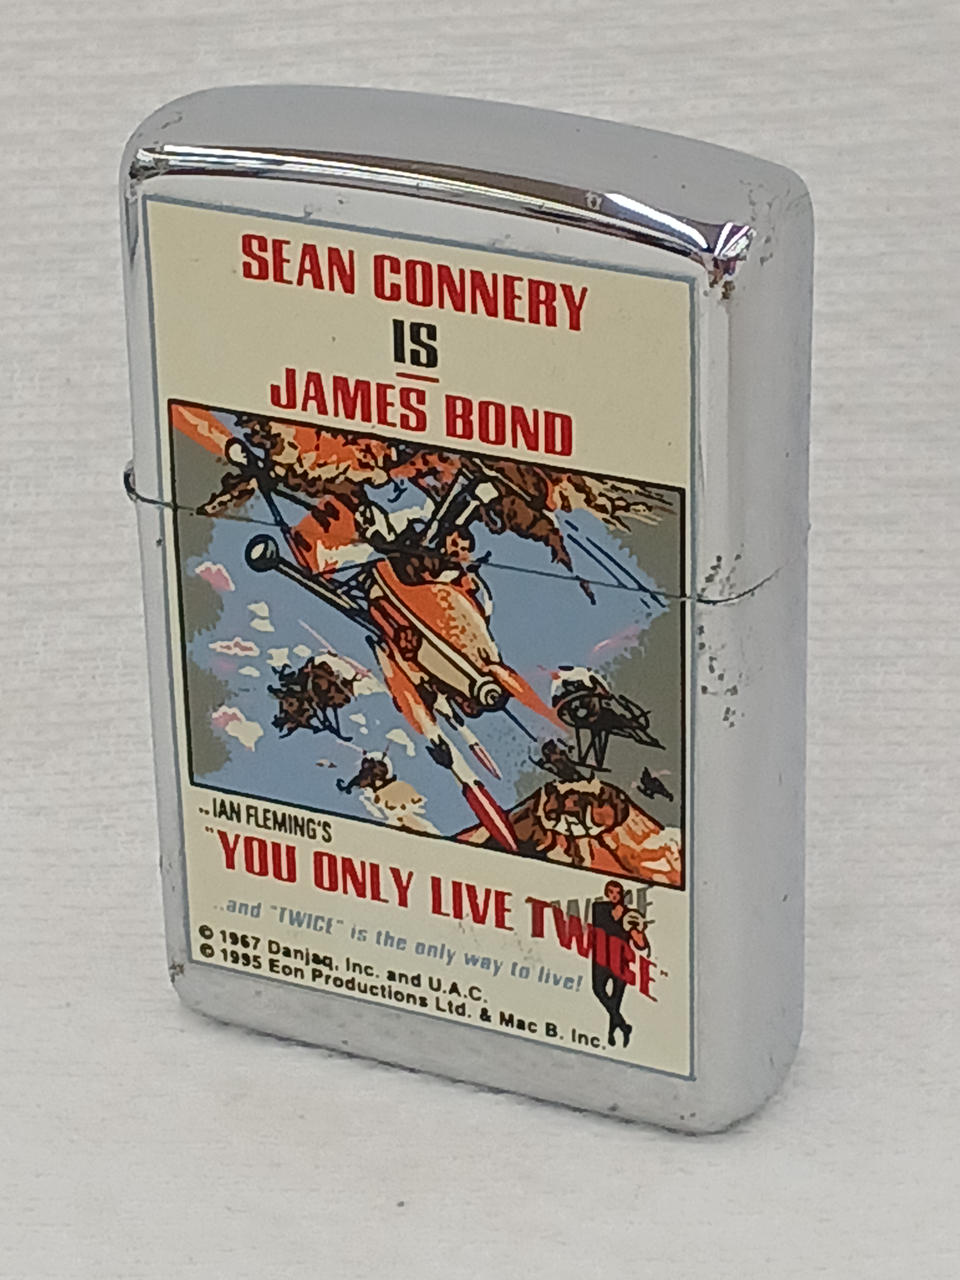 SEAN CONNERY
IS
JAMES BOND
..IAN FLEMING'S
"YOU ONLY LIVE TWICE"
..and "TWICE" is the only way to live!
© 1967 Danjaq, Inc. and U.A.C.
© 1995 Eon Productions Ltd. & Mac B. Inc.